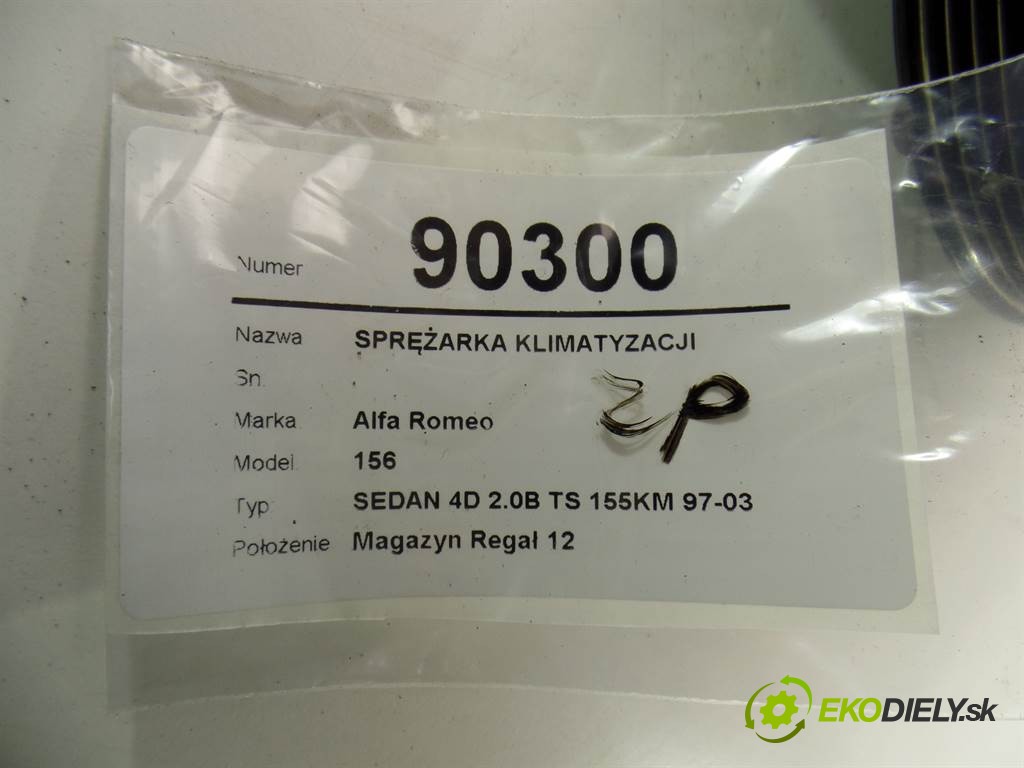 Numer 90300
Nazwa SPRĘŻARKA KLIMATYZACJI
Sn.
Marka Alfa Romeo
Model 156
Typ SEDAN 4D 2.0B TS 155KM 97-03
Położenie Magazyn Regał 12
EKODIELY.sk